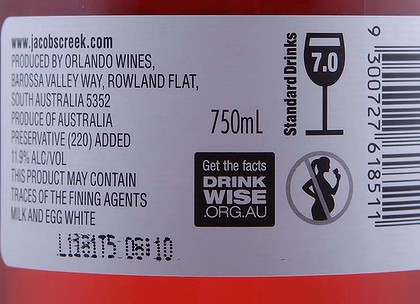 www.jacobscreek.com
PRODUCED BY ORLANDO WINES,
BAROSSA VALLEY WAY, ROWLAND FLAT,
SOUTH AUSTRALIA 5352
PRODUCE OF AUSTRALIA
PRESERVATIVE (220) ADDED
11.9% ALC/VOL
THIS PRODUCT MAY CONTAIN
TRACES OF THE FINING AGENTS
MILK AND EGG WHITE
750mL
Standard Drinks
7.0
Get the facts
DRINK
WISE
.ORG.AU
9 300727 618511